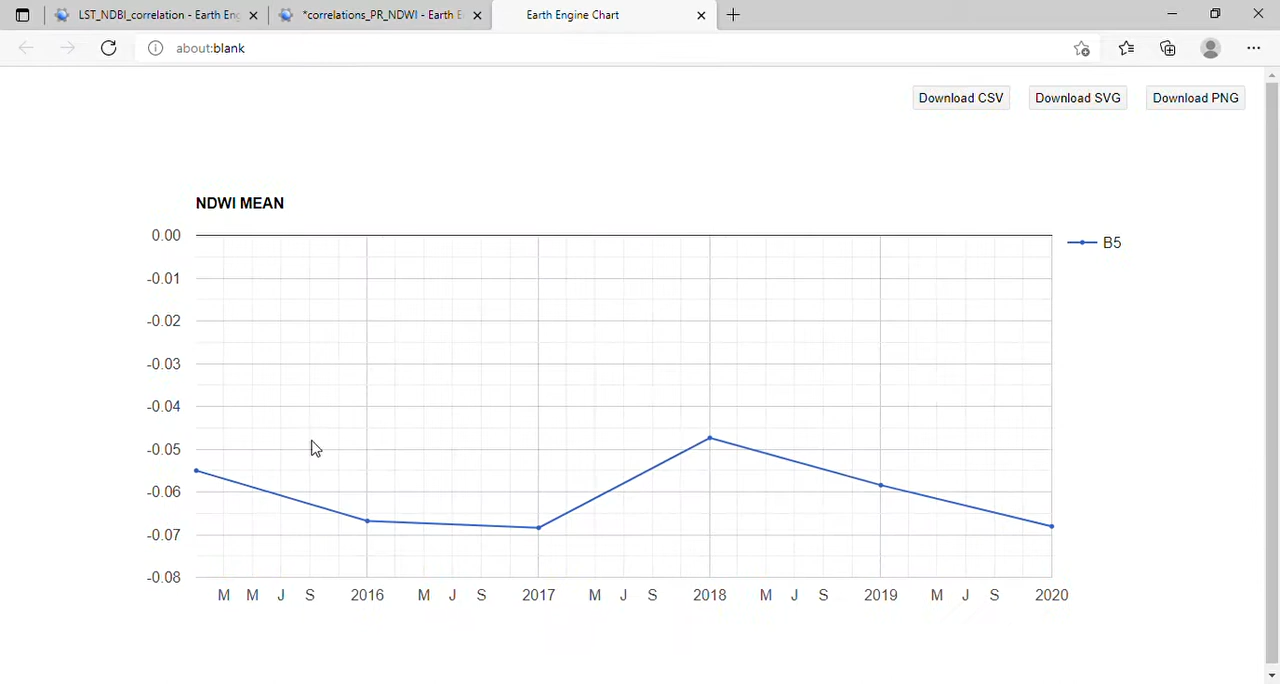 LST_NDBI_correlation - Earth Eng
*correlations_PR_NDWI - Earth E
Earth Engine Chart
about:blank
Download CSV
Download SVG
Download PNG
NDWI MEAN
0.00
B5
-0.01
-0.02
-0.03
-0.04
-0.05
-0.06
-0.07
-0.08
M M J S 2016 M J S 2017 M J S 2018 M J S 2019 M J S 2020